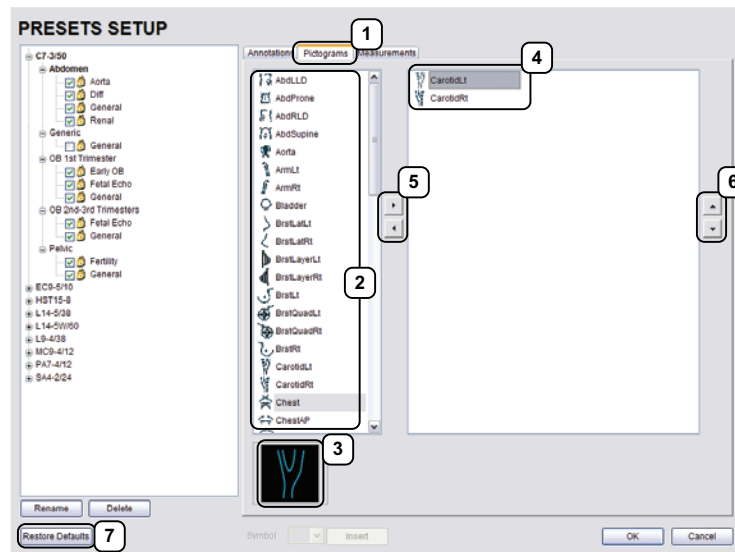 PRESETS SETUP
1
Annotations Pictograms Measurements
C7-3/50
Abdomen
Aorta
Diff
General
Renal
Generic
General
OB 1st Trimester
Early OB
Fetal Echo
General
OB 2nd-3rd Trimesters
Fetal Echo
General
Pelvic
Fertility
General
EC9-5/10
HST15-8
L14-5/38
L14-5W/60
L9-4/38
MC9-4/12
PA7-4/12
SA4-2/24
AbdLLD
AbdProne
AbdRLD
AbdSupine
Aorta
ArmLt
ArmRt
Bladder
BrstLatLt
BrstLatRt
BrstLayerLt
BrstLayerRt
BrstLt
BrstQuadLt
BrstQuadRt
BrstRt
CarotidLt
CarotidRt
Chest
ChestAP
2
3
4
CarotidLt
CarotidRt
5
6
Rename Delete
Restore Defaults 7
Symbol Insert
OK Cancel